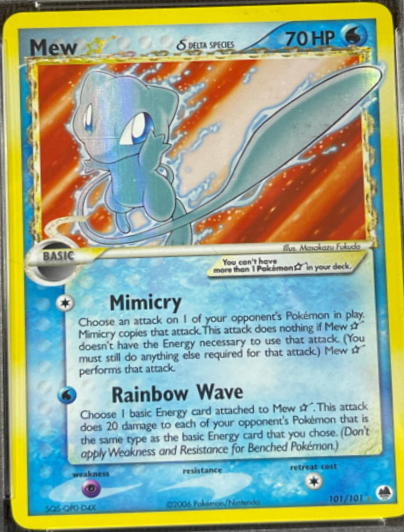 Mew ☆ δ DELTA SPECIES 70 HP
Illus. Masakazu Fukuda
BASIC
You can't have
more than 1 Pokémon☆ in your deck.
Mimicry
Choose an attack on 1 of your opponent's Pokémon in play.
Mimicry copies that attack. This attack does nothing if Mew ☆
doesn't have the Energy necessary to use that attack. (You
must still do anything else required for that attack.) Mew ☆
performs that attack.
Rainbow Wave
Choose 1 basic Energy card attached to Mew ☆. This attack
does 20 damage to each of your opponent's Pokémon that is
the same type as the basic Energy card that you chose. (Don't
apply Weakness and Resistance for Benched Pokémon.)
weakness resistance retreat cost
©2006 Pokémon/Nintendo 101/101